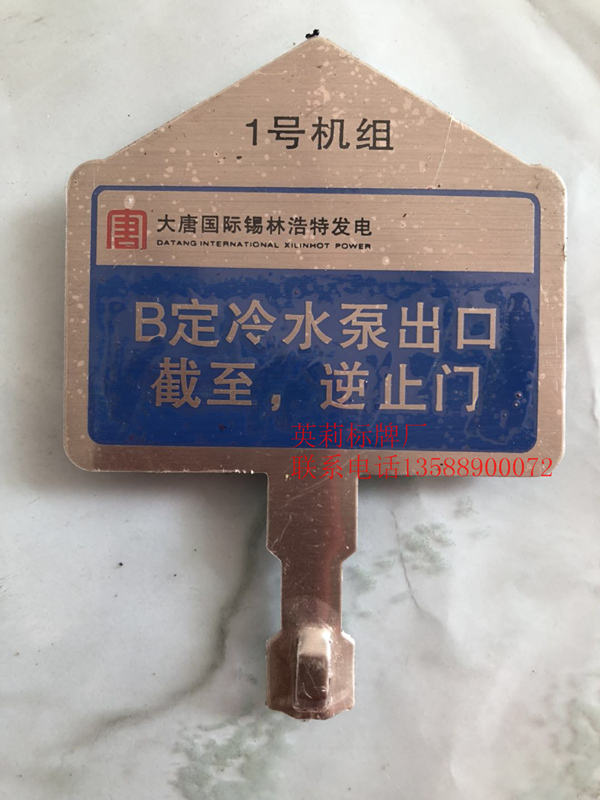 1号机组
唐
大唐国际锡林浩特发电
DATANG INTERNATIONAL XILINHOT POWER
B定冷水泵出口
截至，逆止门
英莉标牌厂
联系电话13588900072